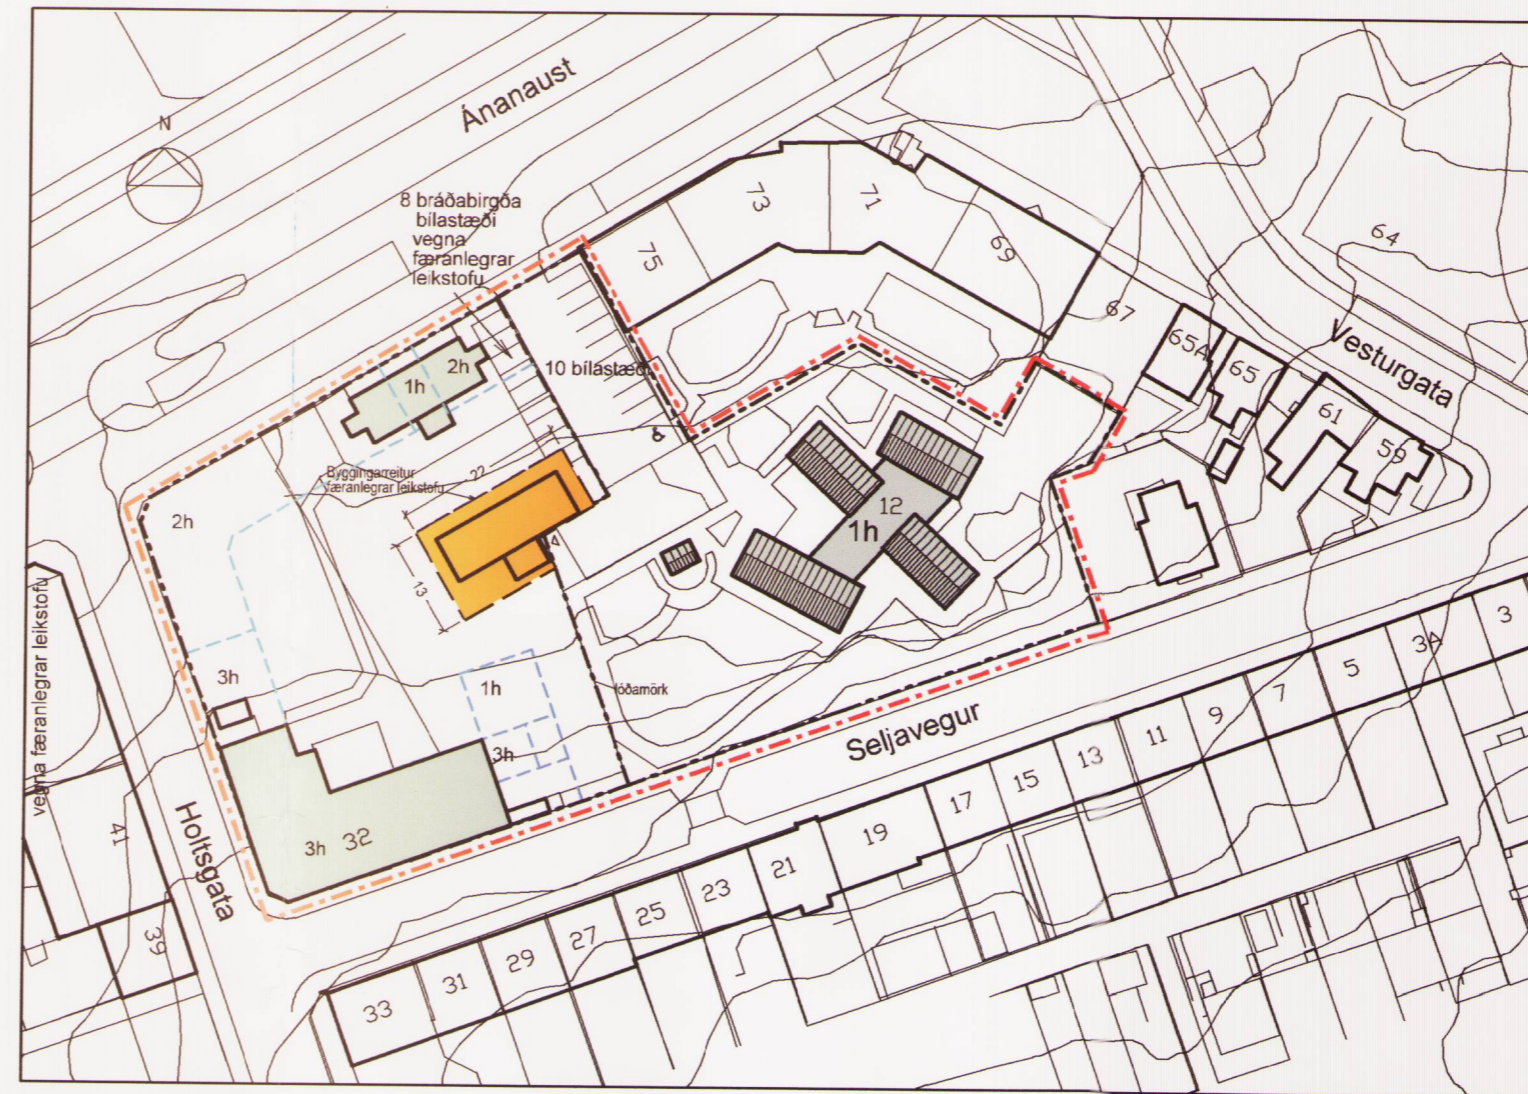 Ánanaust
N
8 bráðabirgða
bílastæði
vegna
færanlegrar
leikstofu
73
71
75
69
64
67
65A
65
61
59
Vesturgata
2h
1h
10 bílastæði
Byggingarreitur
færanlegrar leikstofu
22
13
2h
12
1h
vegna færanlegrar leikstofu
3h
1h
lóðamörk
3h
3h 32
Holtsgata
41
39
Seljavegur
3
3A
5
7
9
11
13
15
17
19
21
23
25
27
29
31
33